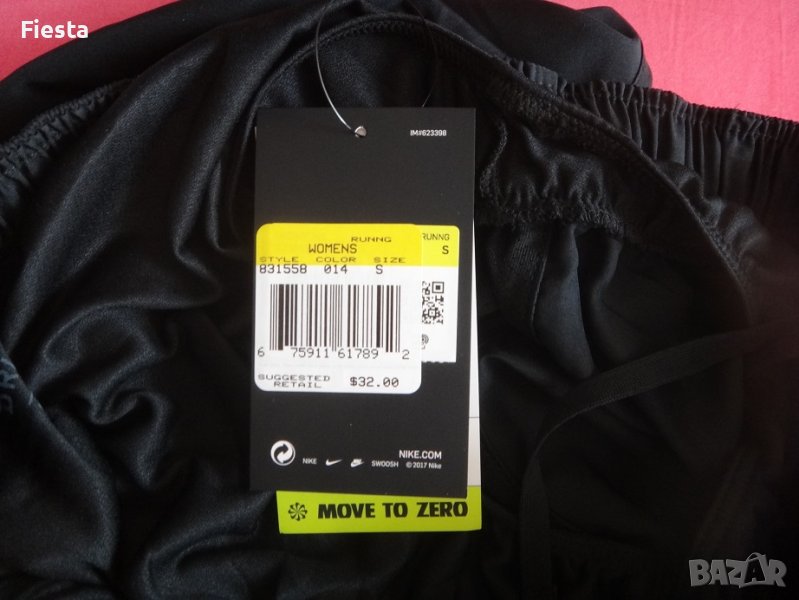 Fiesta
IM#623398
RUNNG
WOMENS
STYLE COLOR SIZE
831558 014 S
RUNNG
S
6 75911 61789 2
SUGGESTED
RETAIL $32.00
NIKE SWOOSH
NIKE.COM
© 2017 Nike
MOVE TO ZERO
BAZAR